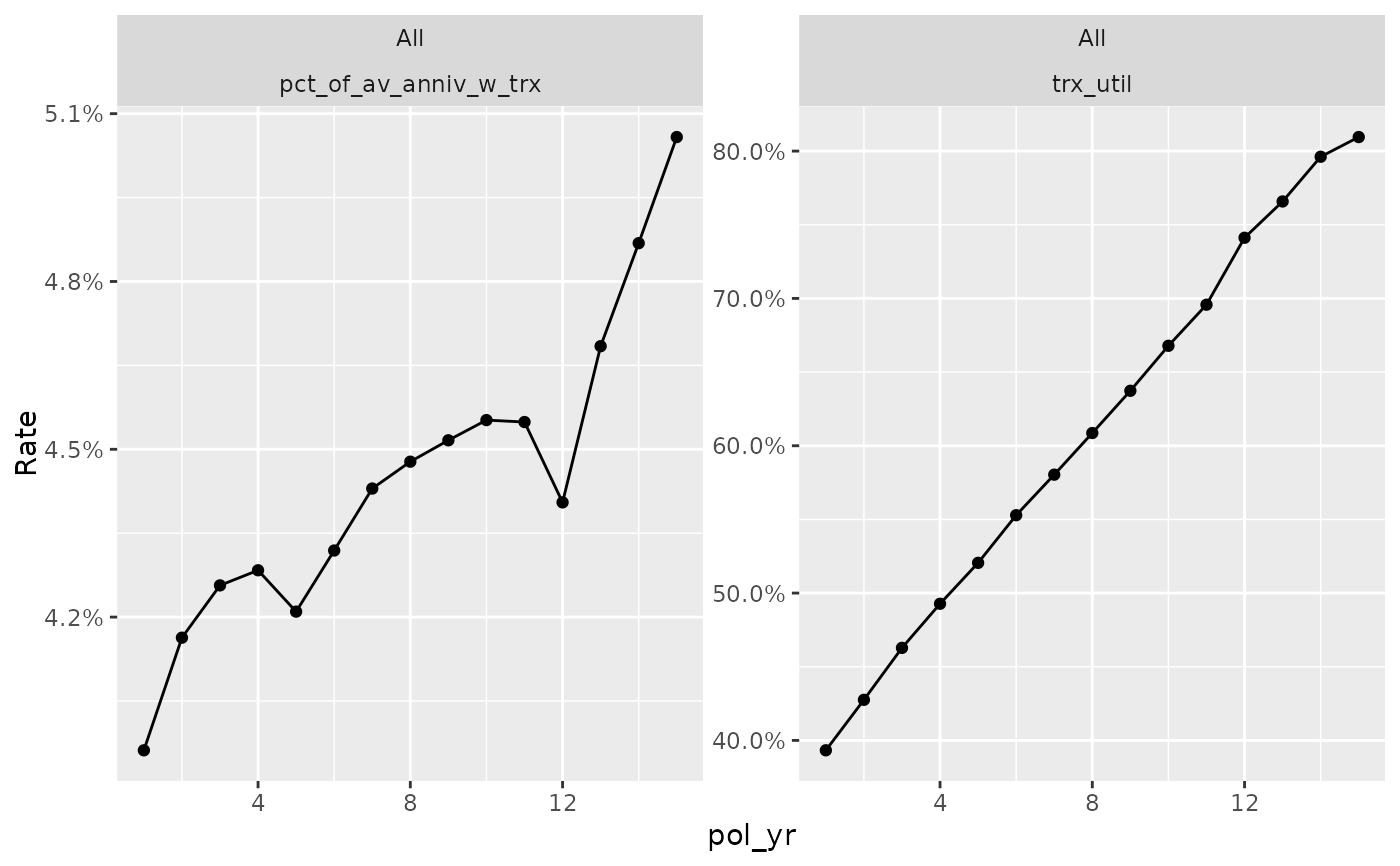 All
pct_of_av_anniv_w_trx
All
trx_util
Rate
5.1%
4.8%
4.5%
4.2%
80.0%
70.0%
60.0%
50.0%
40.0%
4
8
12
4
8
12
pol_yr